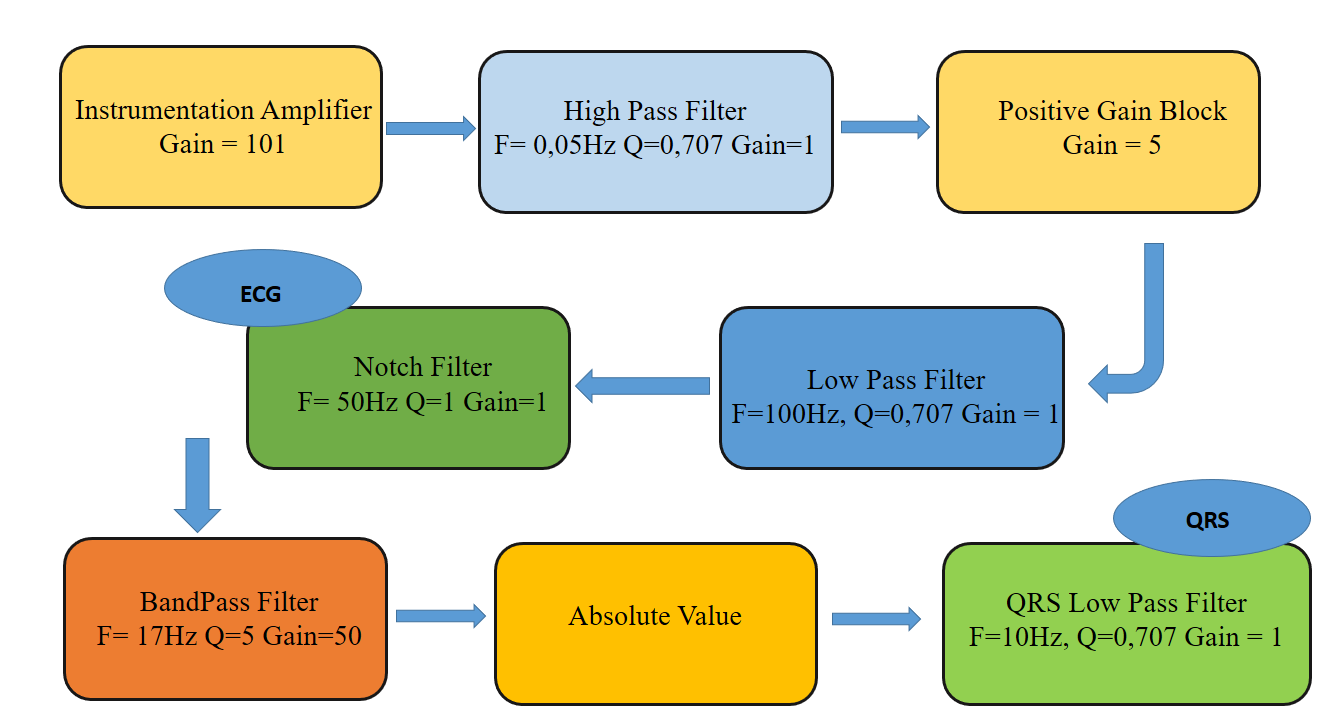 Instrumentation Amplifier
Gain = 101
High Pass Filter
F= 0,05Hz Q=0,707 Gain=1
Positive Gain Block
Gain = 5
ECG
Notch Filter
F= 50Hz Q=1 Gain=1
Low Pass Filter
F=100Hz, Q=0,707 Gain = 1
BandPass Filter
F= 17Hz Q=5 Gain=50
Absolute Value
QRS
QRS Low Pass Filter
F=10Hz, Q=0,707 Gain = 1